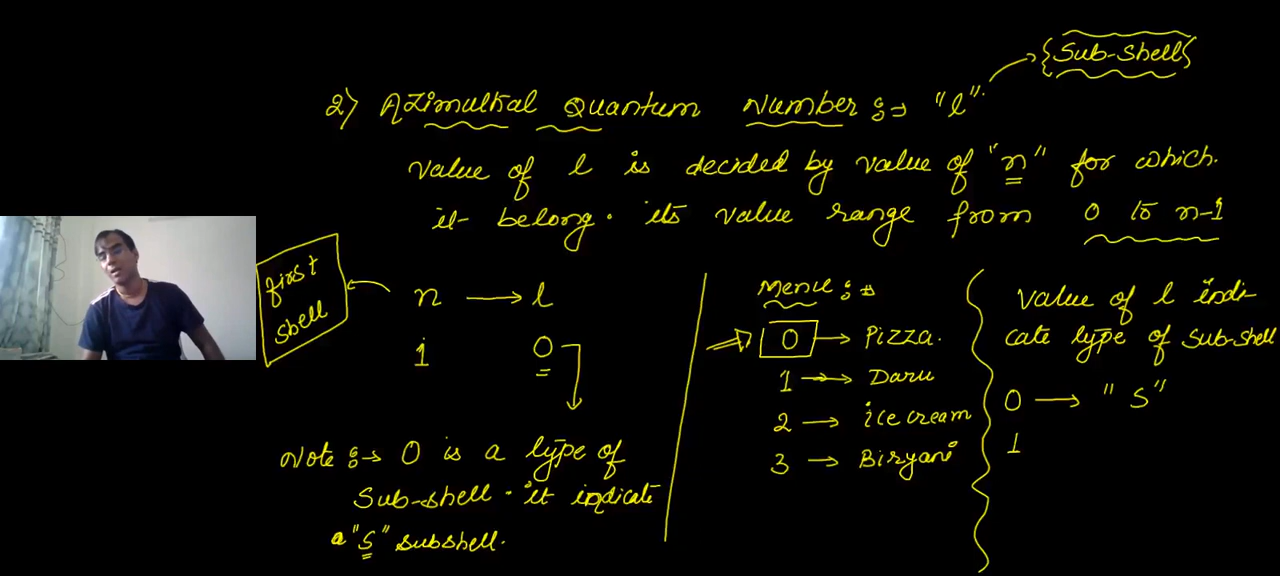 {Sub-Shell}
2) Azimuthal Quantum Number :→ "l"
Value of l is decided by value of "n" for which
it belong. its value range from 0 to n-1
first
shell
n → l
1 0
Note :→ 0 is a type of
Sub-shell. it indicate
a "S" subshell.
Menu :→
0 → Pizza.
1 → Daru
2 → ice cream
3 → Biryani
Value of l indi-
cate type of Sub-shell
0 → "S"
1